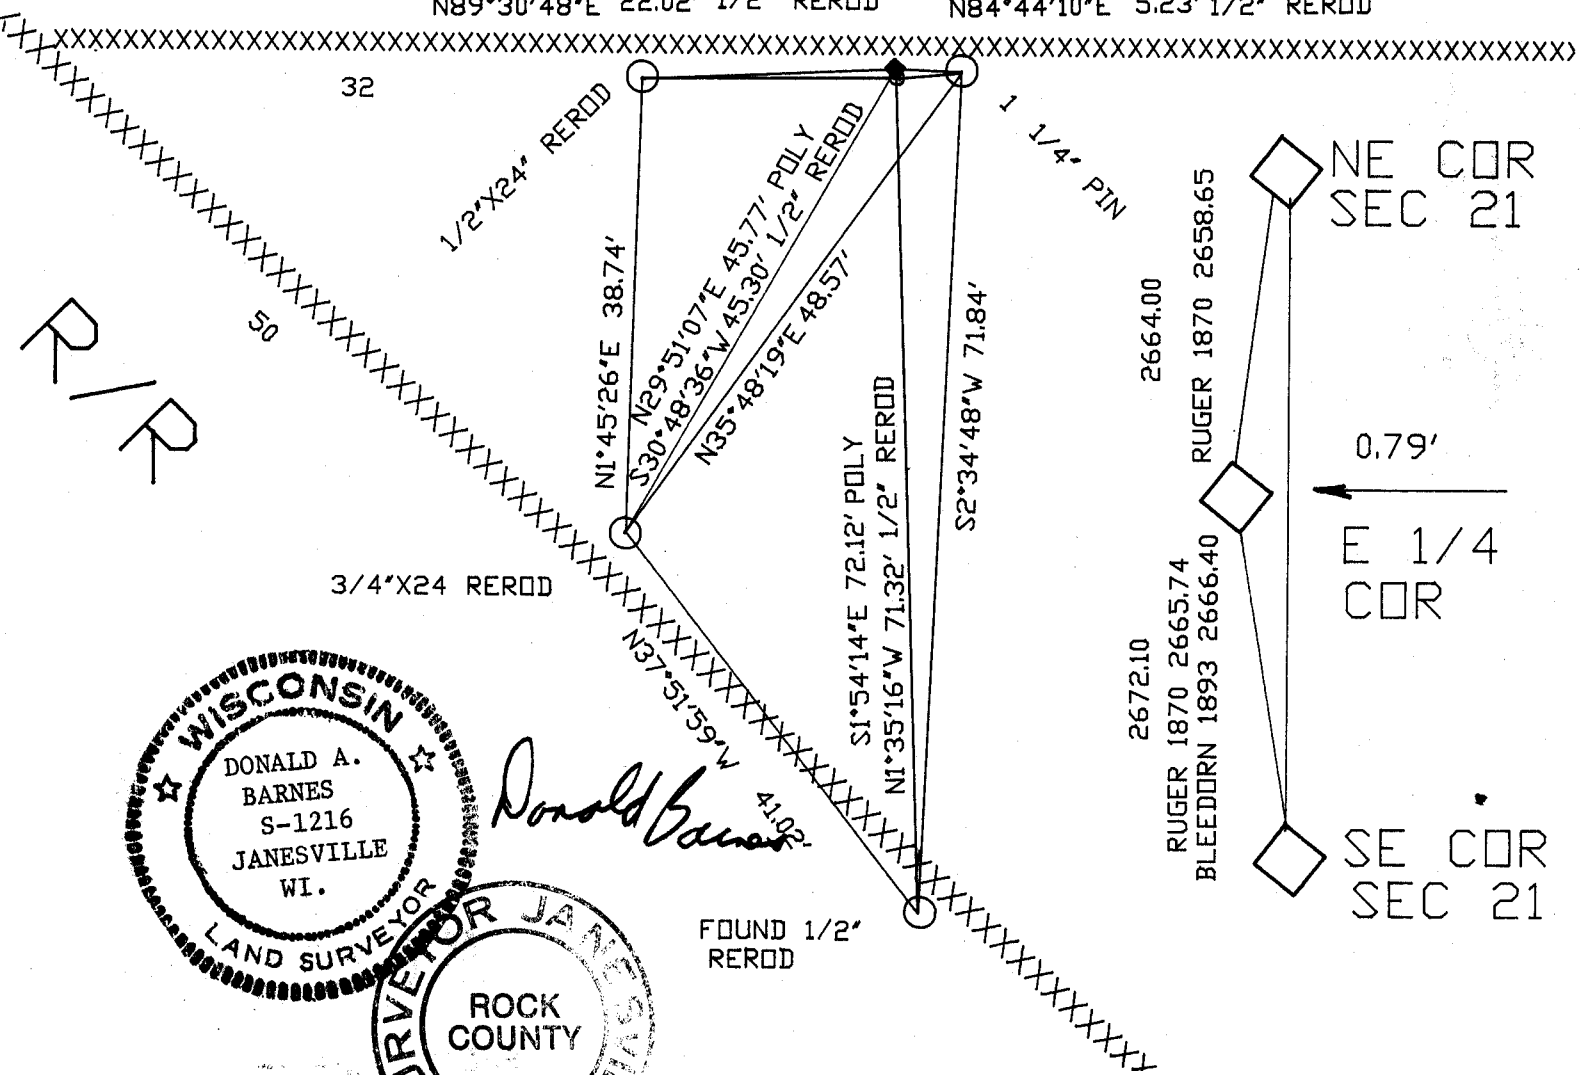 N89°30'48"E 22.02' 1/2" REROD
N84°44'10"E 5.23' 1/2" REROD
XXXXXXXXXXXXXXXXXXXXXXXXXXXXXXXXXXXXXXXX
32
1/2"X24" REROD
1 1/4" PIN
NE COR
SEC 21
50
R/R
N1°45'26"E 38.74'
N29°51'07"E 45.77' POLY
S30°48'36"W 45.30' 1/2" REROD
N35°48'19"E 48.57'
S1°54'14"E 72.12' POLY
N1°35'16"W 71.32' 1/2" REROD
S2°34'48"W 71.84'
2664.00
RUGER 1870 2658.65
0.79'
E 1/4
COR
3/4"X24 REROD
N37°51'59"W 41.02'
2672.10
RUGER 1870 2665.74
BLEEDORN 1893 2666.40
SE COR
SEC 21
WISCONSIN
DONALD A.
BARNES
S-1216
JANESVILLE
WI.
LAND SURVEYOR
Donald Barnes
FOUND 1/2"
REROD
SURVEYOR JANESVI
ROCK
COUNTY